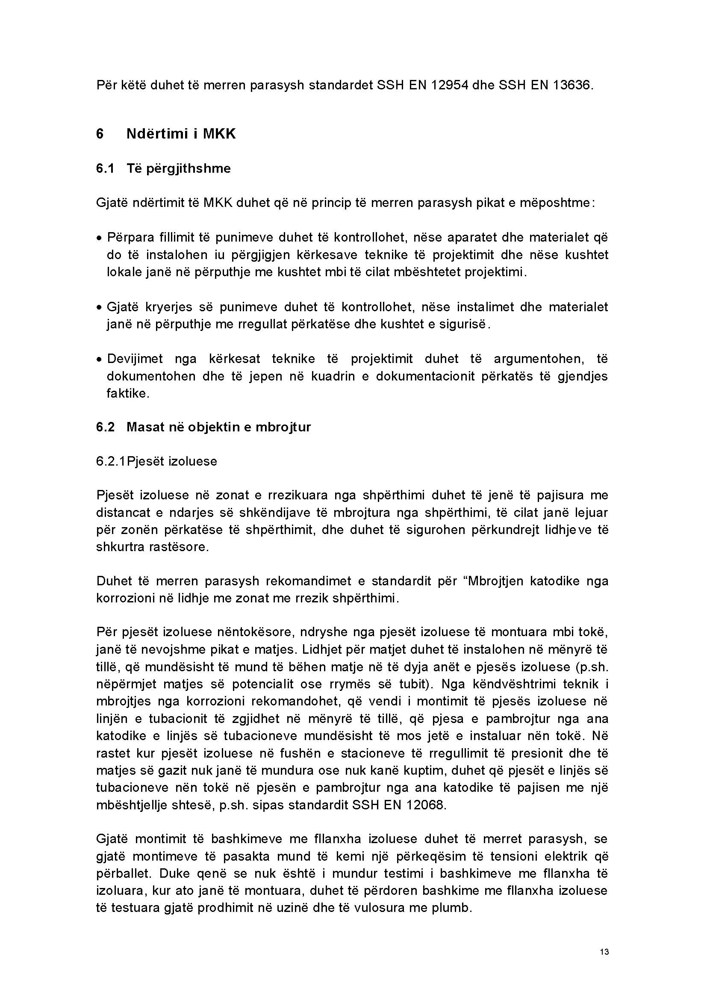 Për këtë duhet të merren parasysh standardet SSH EN 12954 dhe SSH EN 13636.
6 Ndërtimi i MKK
6.1 Të përgjithshme
Gjatë ndërtimit të MKK duhet që në princip të merren parasysh pikat e mëposhtme:
• Përpara fillimit të punimeve duhet të kontrollohet, nëse aparatet dhe materialet që
do të instalohen iu përgjigjen kërkesave teknike të projektimit dhe nëse kushtet
lokale janë në përputhje me kushtet mbi të cilat mbështetet projektimi.
• Gjatë kryerjes së punimeve duhet të kontrollohet, nëse instalimet dhe materialet
janë në përputhje me rregullat përkatëse dhe kushtet e sigurisë.
• Devijimet nga kërkesat teknike të projektimit duhet të argumentohen, të
dokumentohen dhe të jepen në kuadrin e dokumentacionit përkatës të gjendjes
faktike.
6.2 Masat në objektin e mbrojtur
6.2.1Pjesët izoluese
Pjesët izoluese në zonat e rrezikuara nga shpërthimi duhet të jenë të pajisura me
distancat e ndarjes së shkëndijave të mbrojtura nga shpërthimi, të cilat janë lejuar
për zonën përkatëse të shpërthimit, dhe duhet të sigurohen përkundrejt lidhjeve të
shkurtra rastësore.
Duhet të merren parasysh rekomandimet e standardit për “Mbrojtjen katodike nga
korrozioni në lidhje me zonat me rrezik shpërthimi.
Për pjesët izoluese nëntokësore, ndryshe nga pjesët izoluese të montuara mbi tokë,
janë të nevojshme pikat e matjes. Lidhjet për matjet duhet të instalohen në mënyrë të
tillë, që mundësisht të mund të bëhen matje në të dyja anët e pjesës izoluese (p.sh.
nëpërmjet matjes së potencialit ose rrymës së tubit). Nga këndvështrimi teknik i
mbrojtjes nga korrozioni rekomandohet, që vendi i montimit të pjesës izoluese në
linjën e tubacionit të zgjidhet në mënyrë të tillë, që pjesa e pambrojtur nga ana
katodike e linjës së tubacioneve mundësisht të mos jetë e instaluar nën tokë. Në
rastet kur pjesët izoluese në fushën e stacioneve të rregullimit të presionit dhe të
matjes së gazit nuk janë të mundura ose nuk kanë kuptim, duhet që pjesët e linjës së
tubacioneve nën tokë në pjesën e pambrojtur nga ana katodike të pajisen me një
mbështjellje shtesë, p.sh. sipas standardit SSH EN 12068.
Gjatë montimit të bashkimeve me fllanxha izoluese duhet të merret parasysh, se
gjatë montimeve të pasakta mund të kemi një përkeqësim të tensioni elektrik që
përballet. Duke qenë se nuk është i mundur testimi i bashkimeve me fllanxha të
izoluara, kur ato janë të montuara, duhet të përdoren bashkime me fllanxha izoluese
të testuara gjatë prodhimit në uzinë dhe të vulosura me plumb.
13